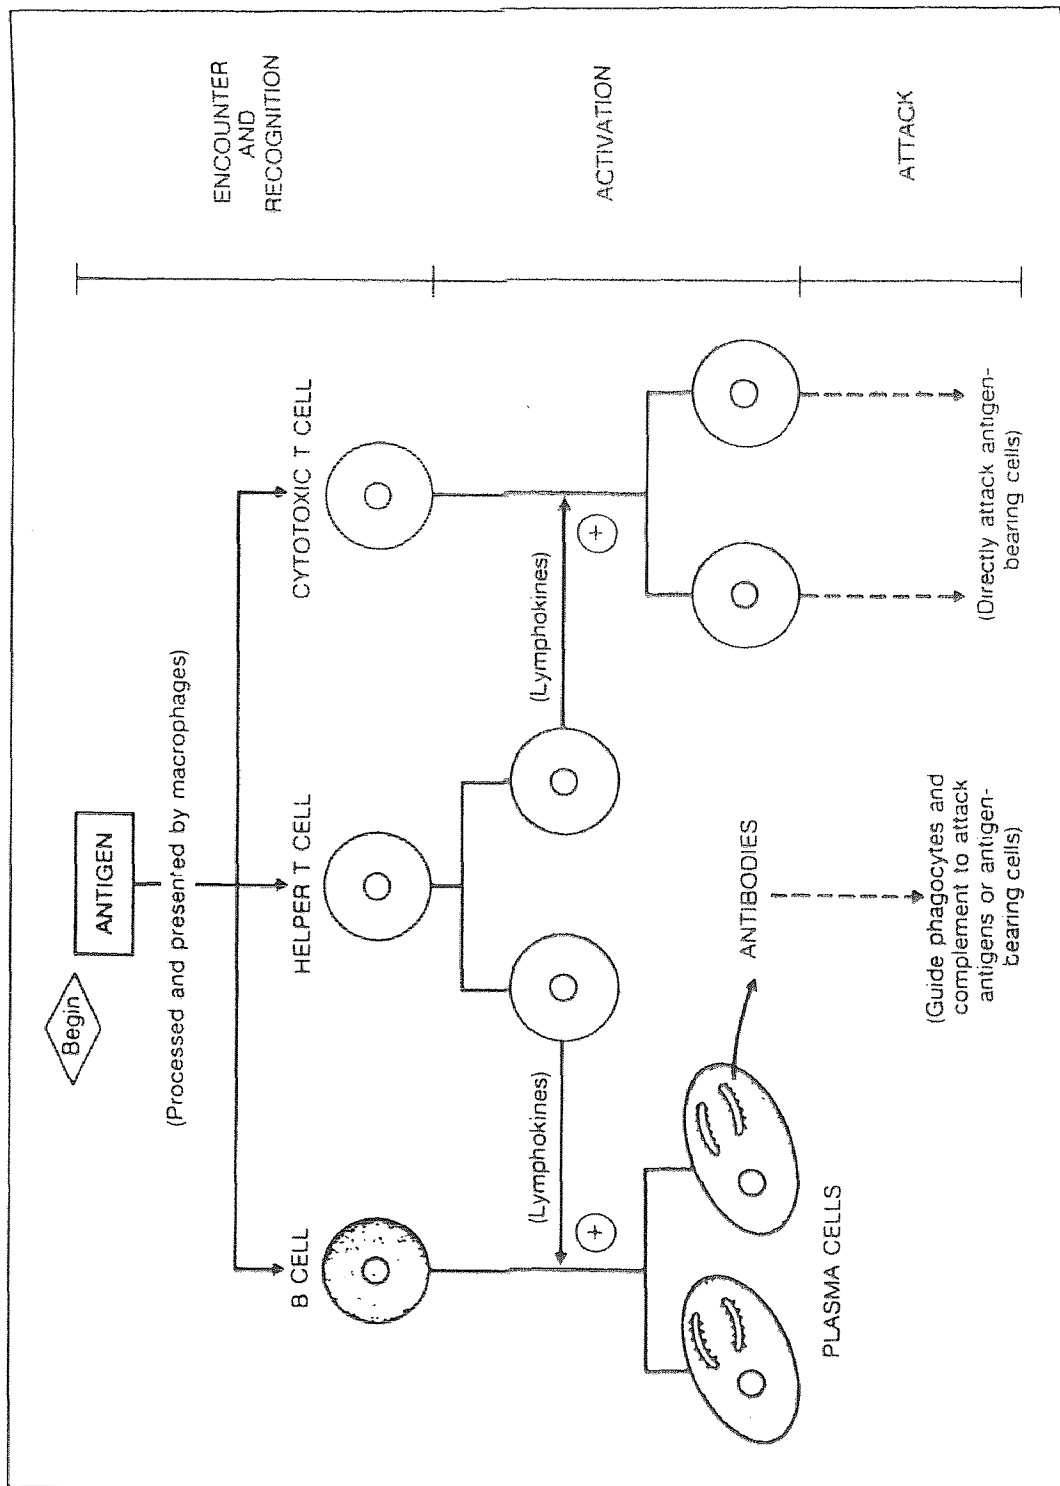 Begin
ANTIGEN
(Processed and presented by macrophages)
B CELL
HELPER T CELL
CYTOTOXIC T CELL
(Lymphokines)
(Lymphokines)
+
+
PLASMA CELLS
ANTIBODIES
(Guide phagocytes and
complement to attack
antigens or antigen-
bearing cells)
(Directly attack antigen-
bearing cells)
ENCOUNTER
AND
RECOGNITION
ACTIVATION
ATTACK